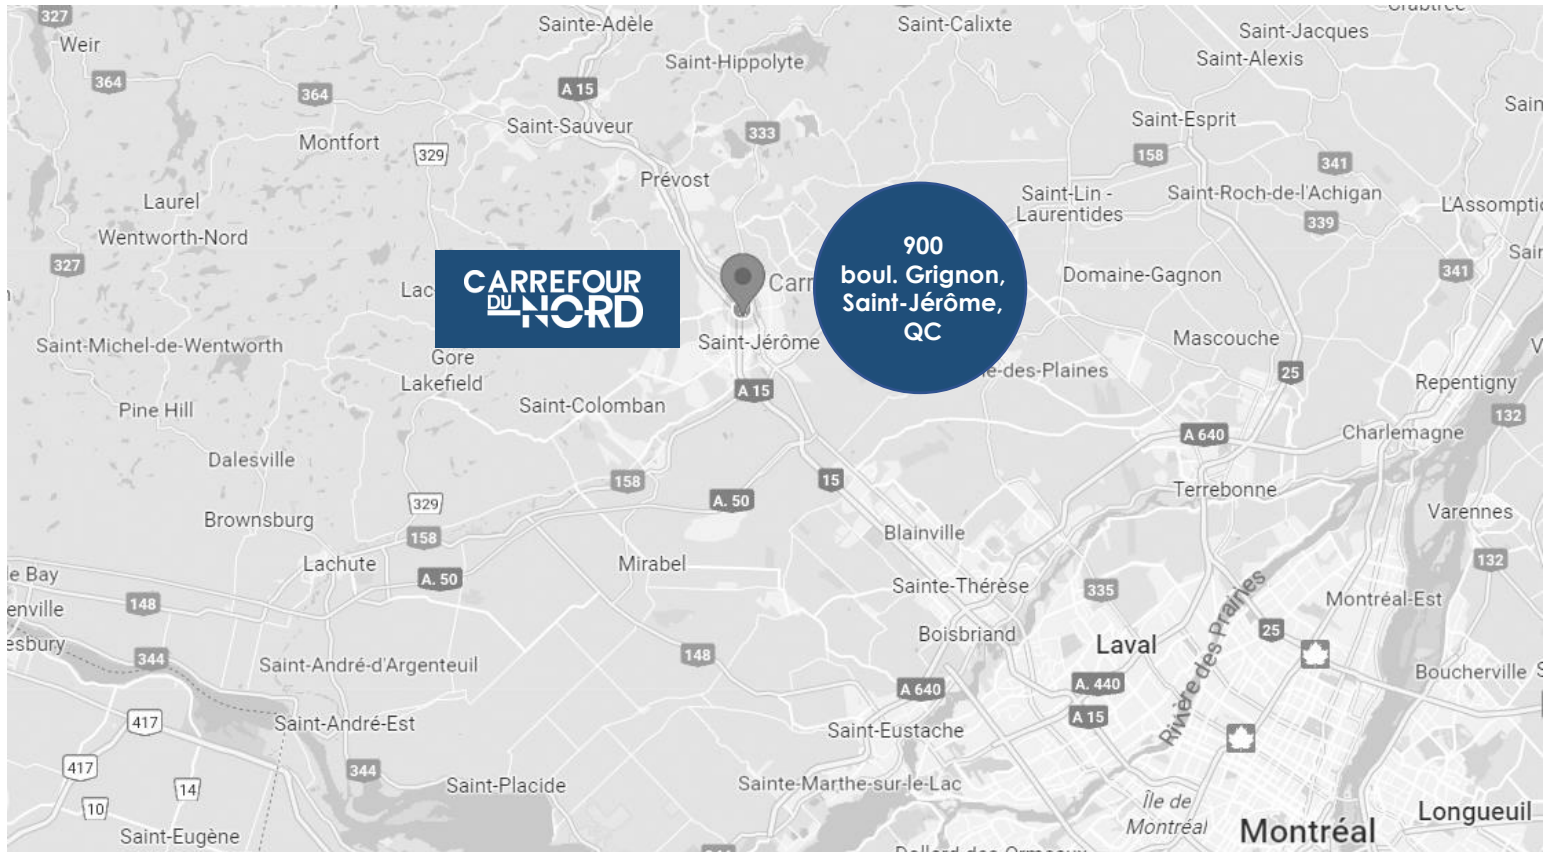 327
Weir
Sainte-Adèle
Saint-Calixte
Saint-Jacques
Saint-Alexis
364
364
Saint-Hippolyte
A 15
Montfort
329
Saint-Sauveur
333
Saint-Esprit
158
341
Prévost
Laurel
Wentworth-Nord
Saint-Lin -
Laurentides
Saint-Roch-de-l'Achigan
339
327
341
Domaine-Gagnon
CARREFOUR
DU NORD
900
boul. Grignon,
Saint-Jérôme,
QC
Saint-Michel-de-Wentworth
Gore
Lakefield
Saint-Jérôme
Mascouche
25
A 15
Repentigny
132
Pine Hill
Saint-Colomban
A 640
Charlemagne
Dalesville
158
15
329
A. 50
Terrebonne
Brownsburg
158
Blainville
Varennes
Lachute
A. 50
Mirabel
132
Sainte-Thérèse
335
148
Montréal-Est
Boisbriand
Laval
25
Rivière des Prairies
344
Saint-André-d'Argenteuil
148
Boucherville
A 640
A. 440
A 15
417
Saint-André-Est
Saint-Eustache
417
344
14
Saint-Placide
Sainte-Marthe-sur-le-Lac
10
Saint-Eugène
Île de
Montréal
Montréal
Longueuil